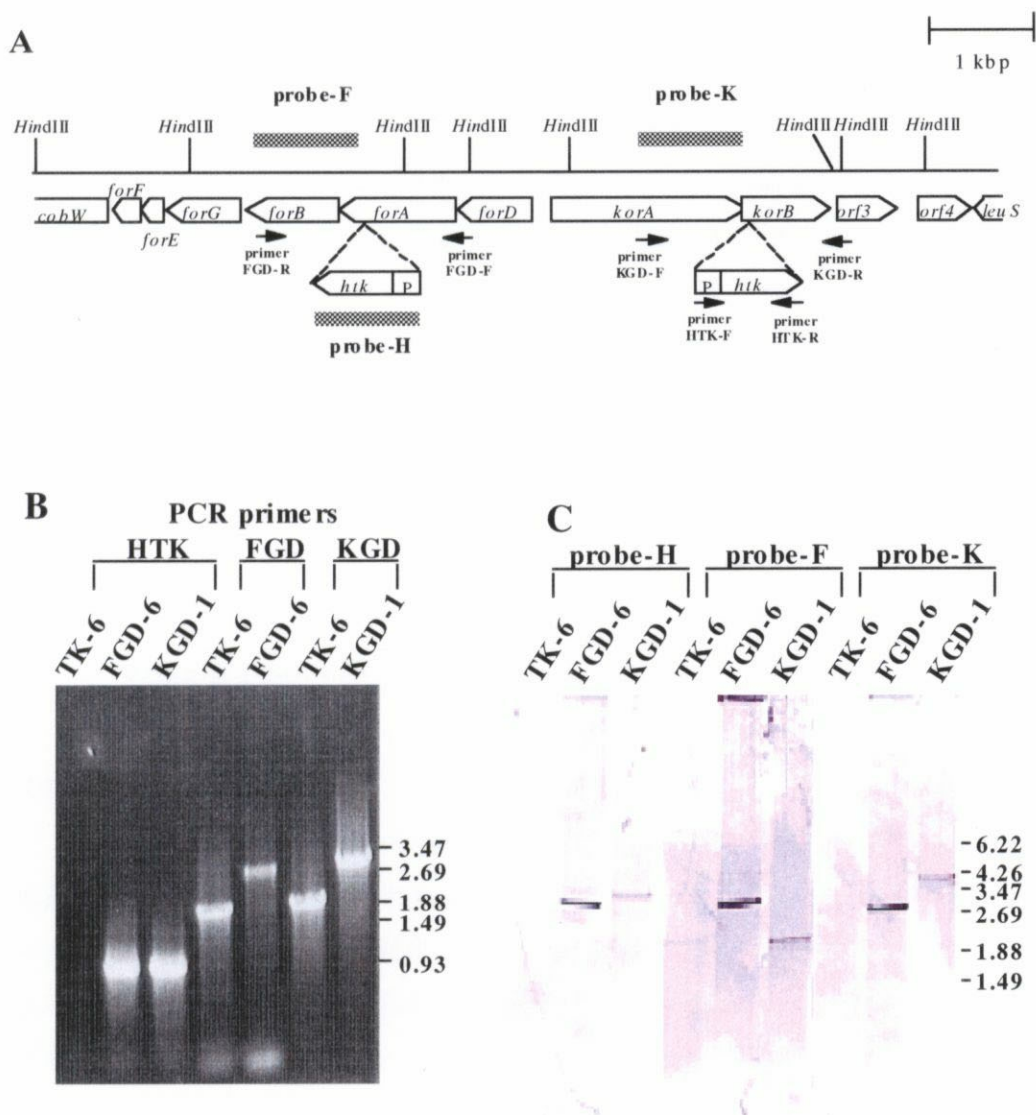 A
1 kbp
probe-F
probe-K
HindIII HindIII HindIII HindIII HindIII HindIII HindIII HindIII
cobW forF forE forG forB forA forD korA korB orf3 orf4 leuS
primer FGD-R
primer FGD-F
primer KGD-F
primer KGD-R
htk P
P htk
primer HTK-F
primer HTK-R
probe-H
B
PCR primers
HTK FGD KGD
TK-6 FGD-6 KGD-1 TK-6 FGD-6 TK-6 KGD-1
3.47
2.69
1.88
1.49
0.93
C
probe-H probe-F probe-K
TK-6 FGD-6 KGD-1 TK-6 FGD-6 KGD-1 TK-6 FGD-6 KGD-1
6.22
4.26
3.47
2.69
1.88
1.49